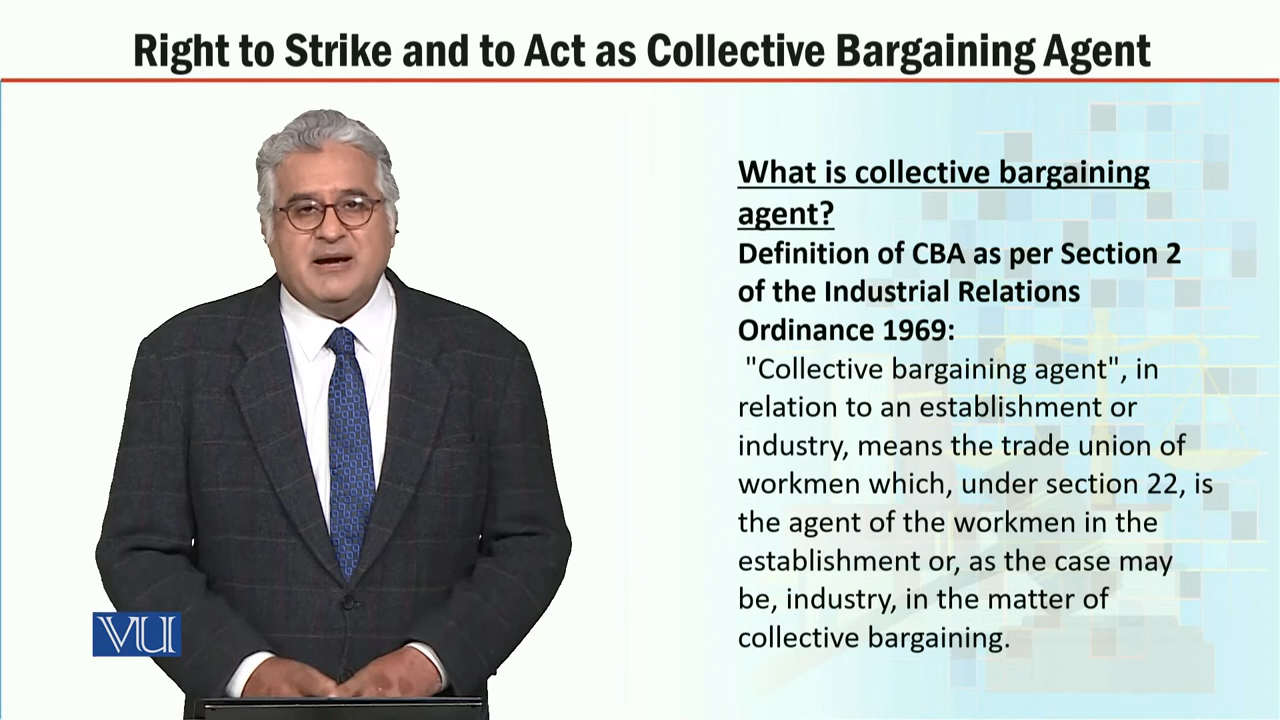 Right to Strike and to Act as Collective Bargaining Agent
What is collective bargaining
agent?
Definition of CBA as per Section 2
of the Industrial Relations
Ordinance 1969:
"Collective bargaining agent", in
relation to an establishment or
industry, means the trade union of
workmen which, under section 22, is
the agent of the workmen in the
establishment or, as the case may
be, industry, in the matter of
collective bargaining.
VU